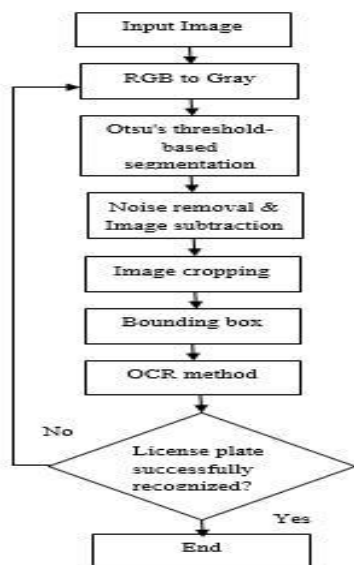 Input Image
RGB to Gray
Otsu's threshold-
based
segmentation
Noise removal &
Image subtraction
Image cropping
Bounding box
OCR method
No
License plate
successfully
recognized?
Yes
End